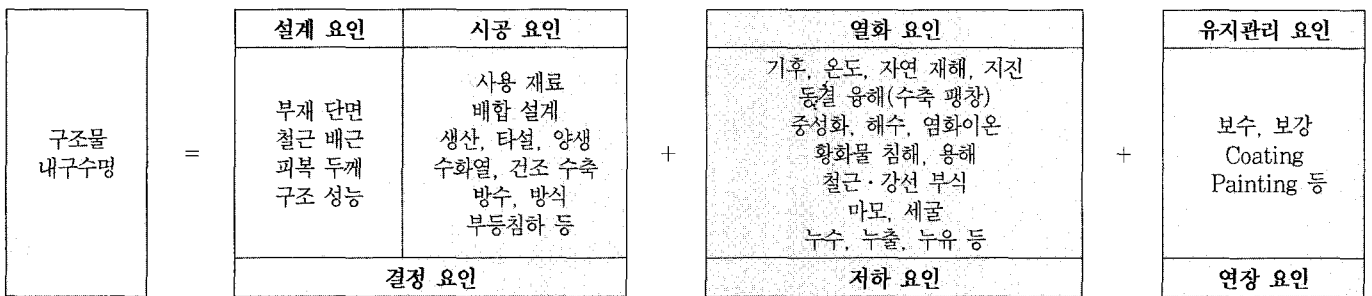 구조물
내구수명
=
설계 요인
부재 단면
철근 배근
피복 두께
구조 성능
시공 요인
사용 재료
배합 설계
생산, 타설, 양생
수화열, 건조 수축
방수, 방식
부등침하 등
결정 요인
+
열화 요인
기후, 온도, 자연 재해, 지진
동결 융해(수축 팽창)
중성화, 해수, 염화이온
황화물 침해, 용해
철근·강선 부식
마모, 세굴
누수, 누출, 누유 등
저하 요인
+
유지관리 요인
보수, 보강
Coating
Painting 등
연장 요인